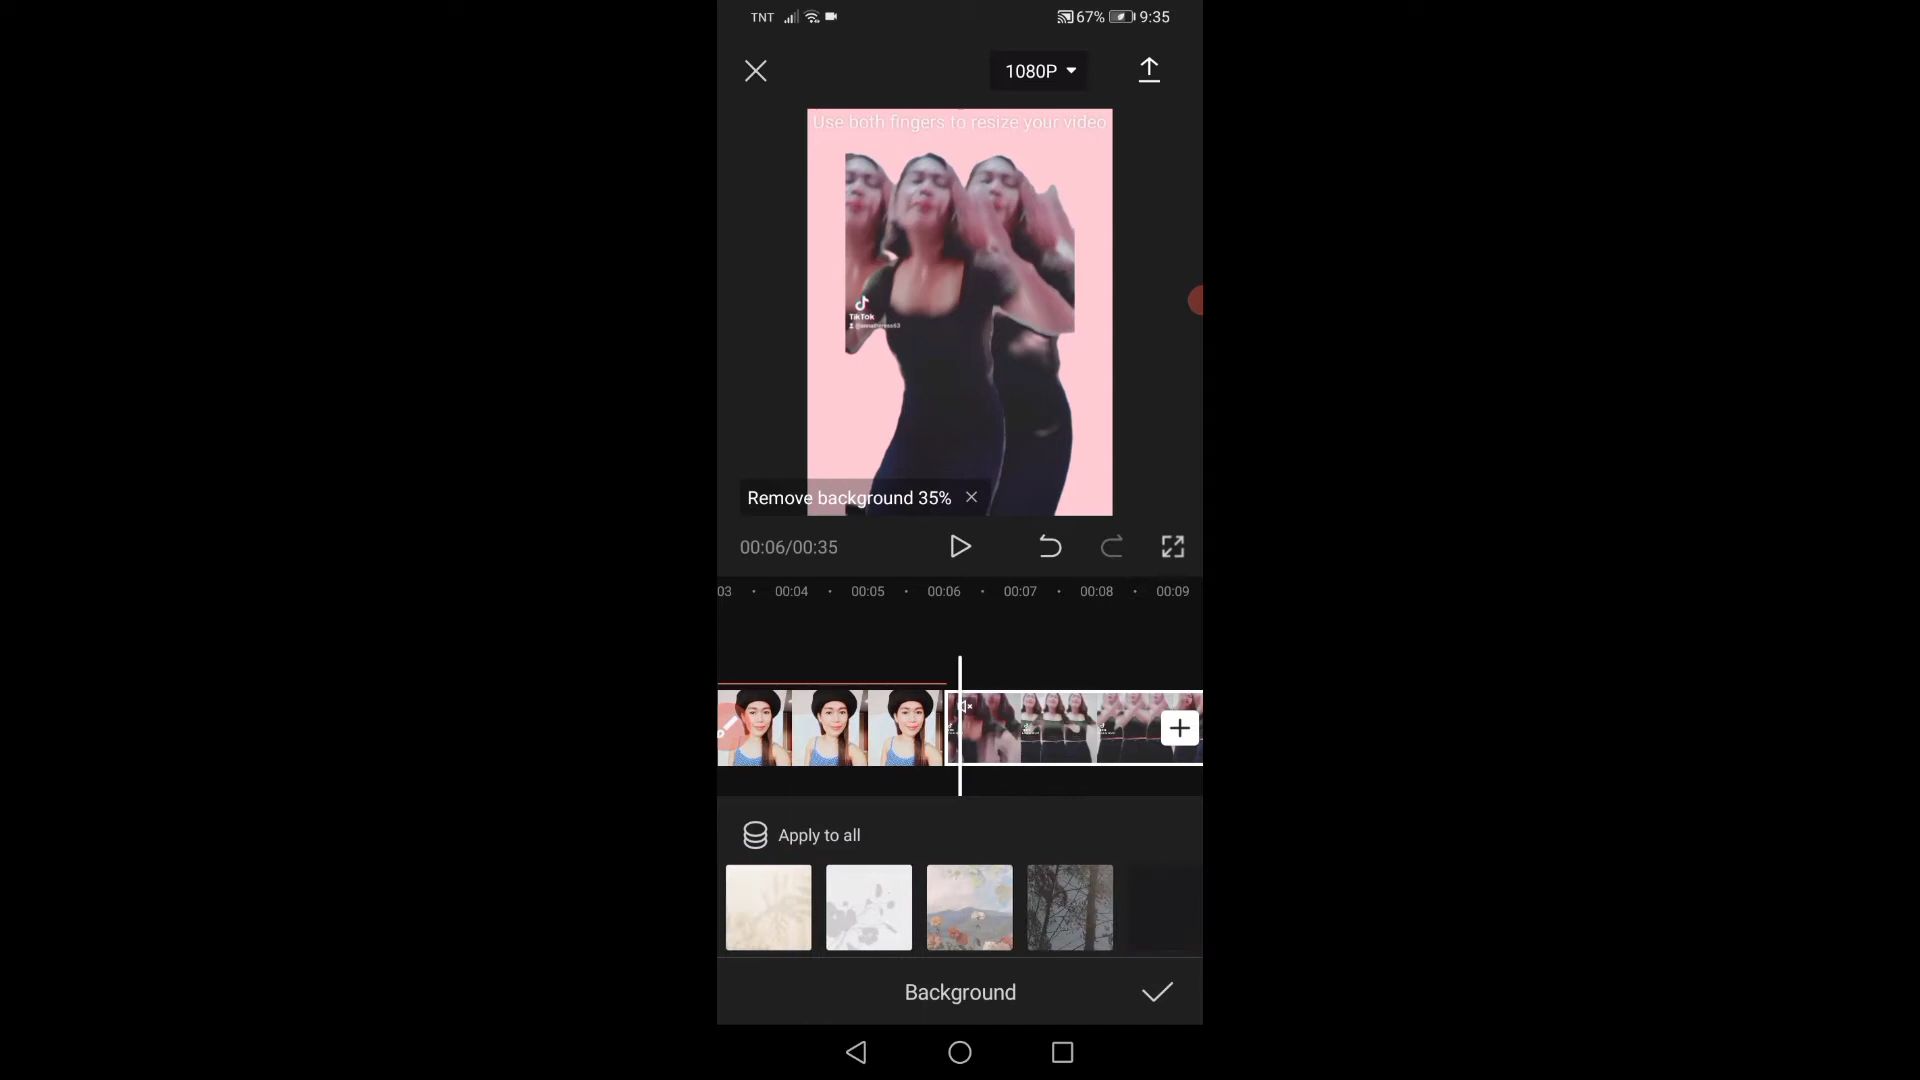 TNT
67% 9:35
1080P
Use both fingers to resize your video
TikTok
Remove background 35%
00:06/00:35
03 00:04 00:05 00:06 00:07 00:08 00:09
Apply to all
Background